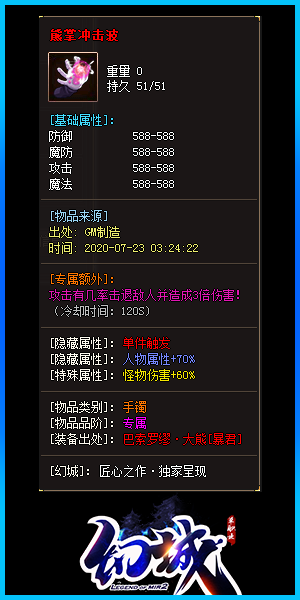 熊掌冲击波
重量 0
持久 51/51
[基础属性]:
防御 588-588
魔防 588-588
攻击 588-588
魔法 588-588
[物品来源]
出处: GM制造
时间: 2020-07-23 03:24:22
[专属额外]:
攻击有几率击退敌人并造成3倍伤害!
(冷却时间: 120S)
[隐藏属性]: 单件触发
[隐藏属性]: 人物属性+70%
[特殊属性]: 怪物伤害+60%
[物品类别]: 手镯
[物品品阶]: 专属
[装备出处]: 巴索罗缪·大熊[暴君]
[幻城]: 匠心之作·独家呈现
幻城
LEGEND OF MIR2